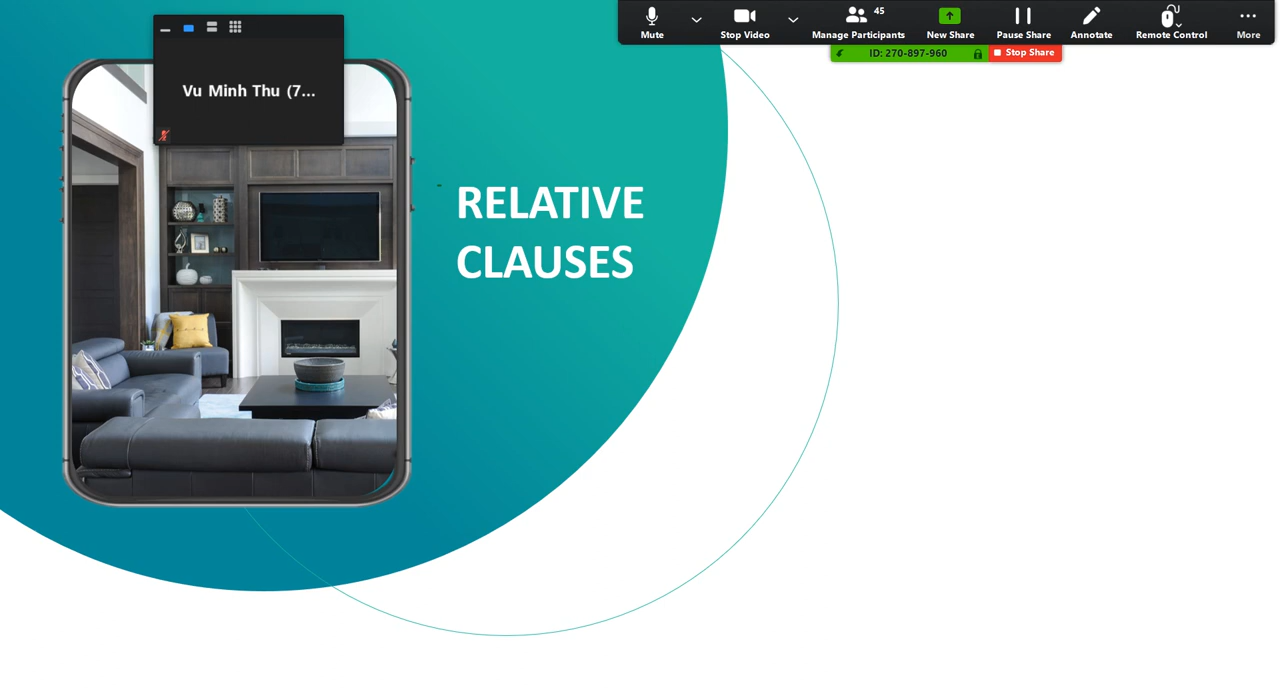 45
Mute
Stop Video
Manage Participants
New Share
Pause Share
Annotate
Remote Control
More
ID: 270-897-960
Stop Share
Vu Minh Thu (7...
RELATIVE
CLAUSES